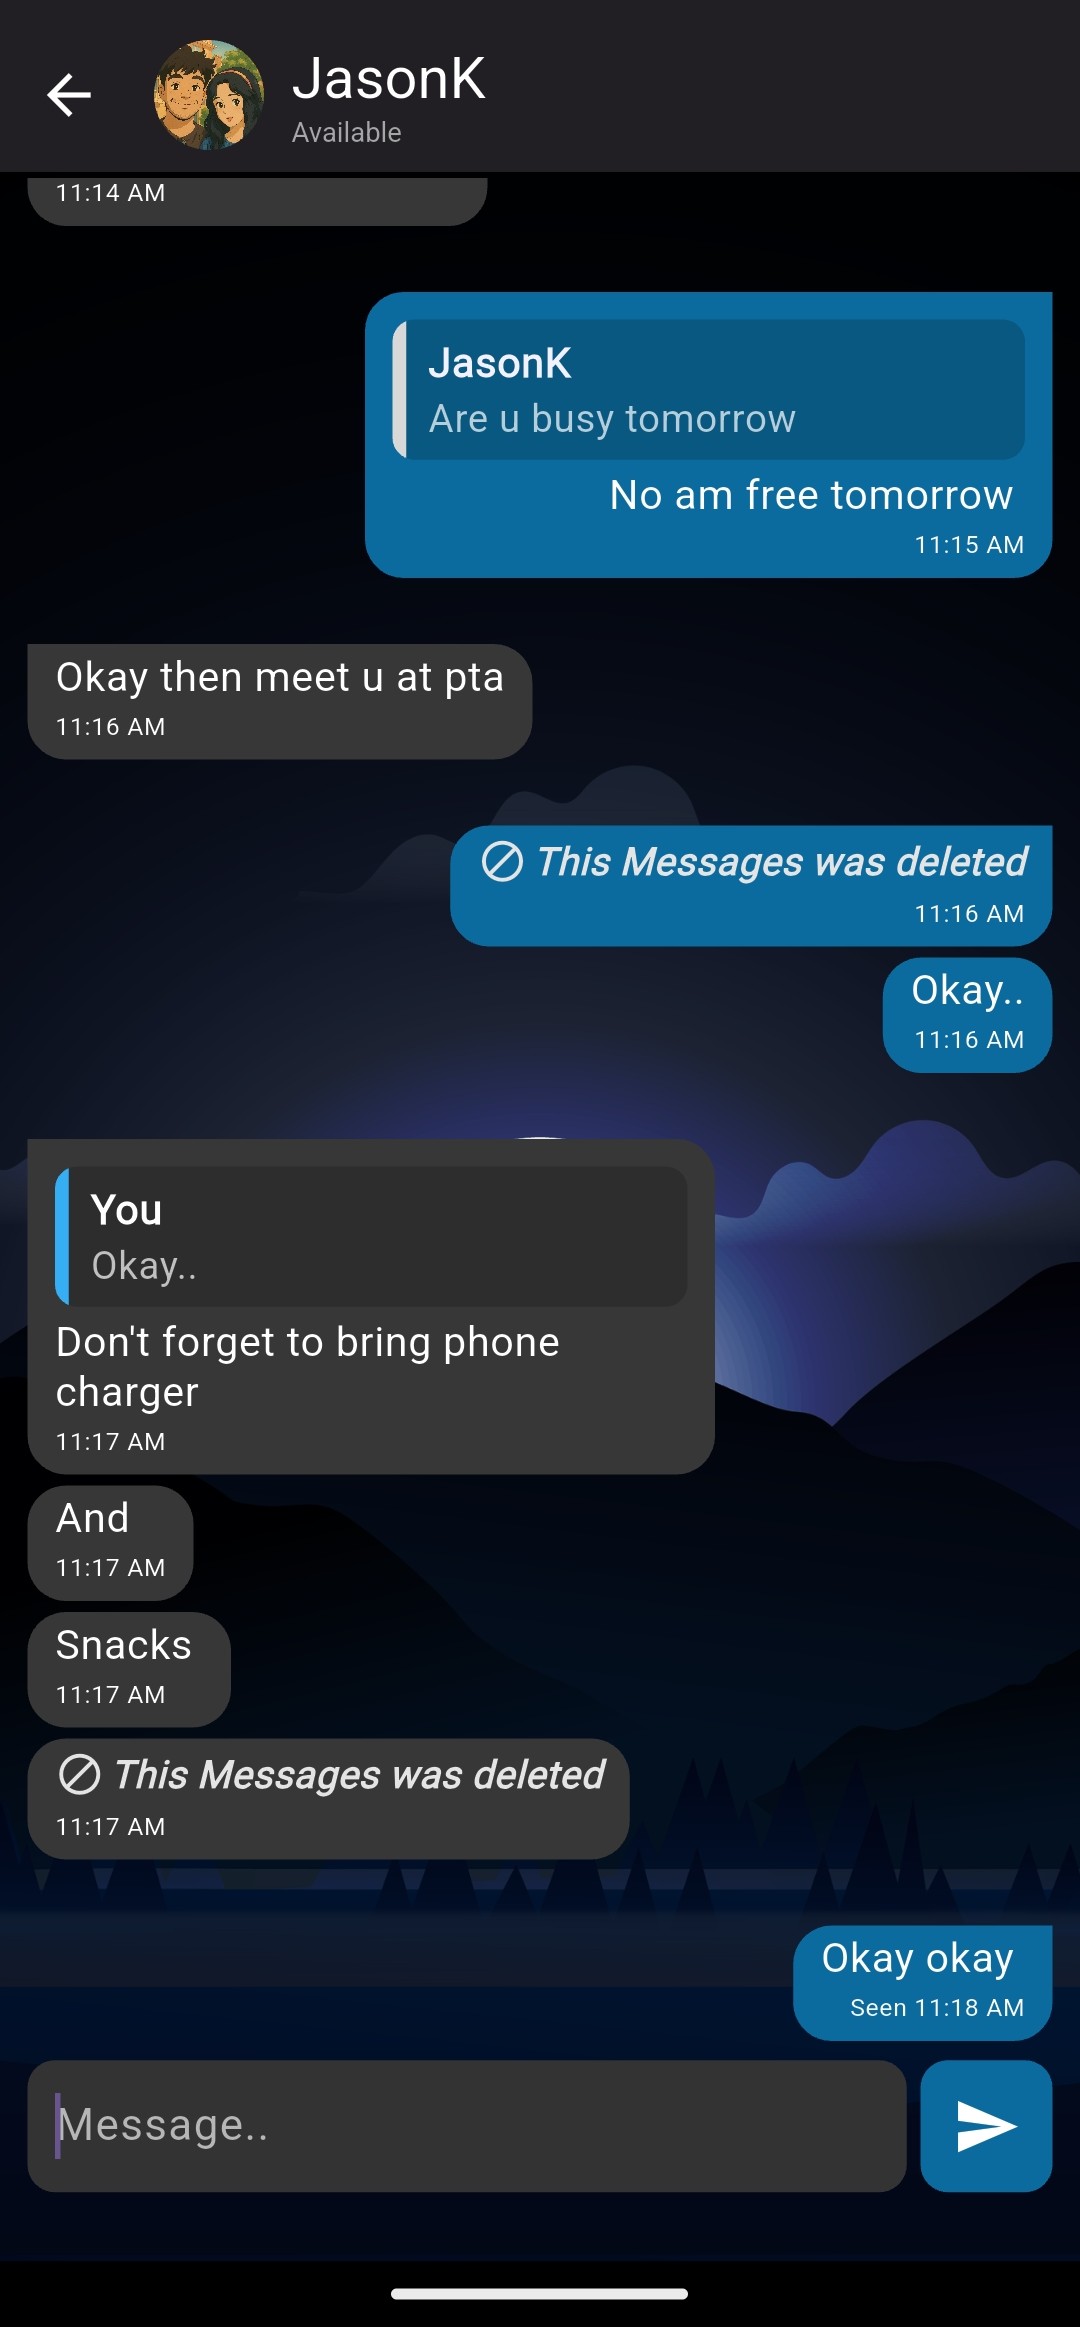 JasonK
Available
11:14 AM
JasonK
Are u busy tomorrow
No am free tomorrow
11:15 AM
Okay then meet u at pta
11:16 AM
This Messages was deleted
11:16 AM
Okay..
11:16 AM
You
Okay..
Don't forget to bring phone
charger
11:17 AM
And
11:17 AM
Snacks
11:17 AM
This Messages was deleted
11:17 AM
Okay okay
Seen 11:18 AM
Message..